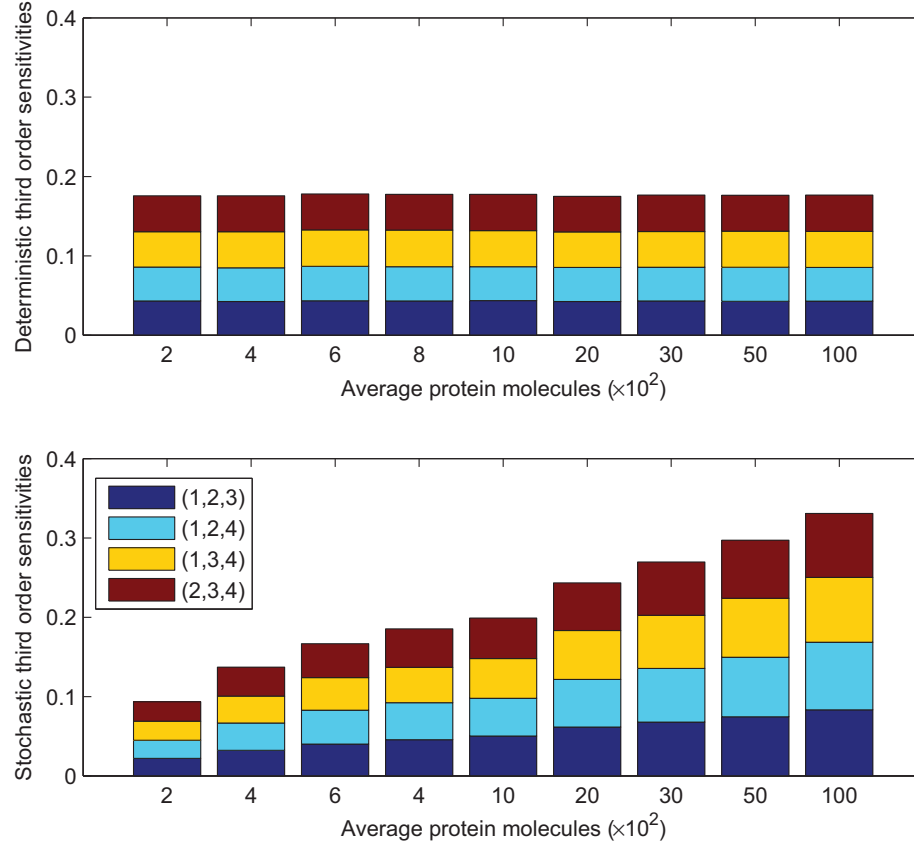 Deterministic third order sensitivities
0.4
0.3
0.2
0.1
0
2 4 6 8 10 20 30 50 100
Average protein molecules (×10²)
Stochastic third order sensitivities
0.4
0.3
0.2
0.1
0
(1,2,3)
(1,2,4)
(1,3,4)
(2,3,4)
2 4 6 4 10 20 30 50 100
Average protein molecules (×10²)